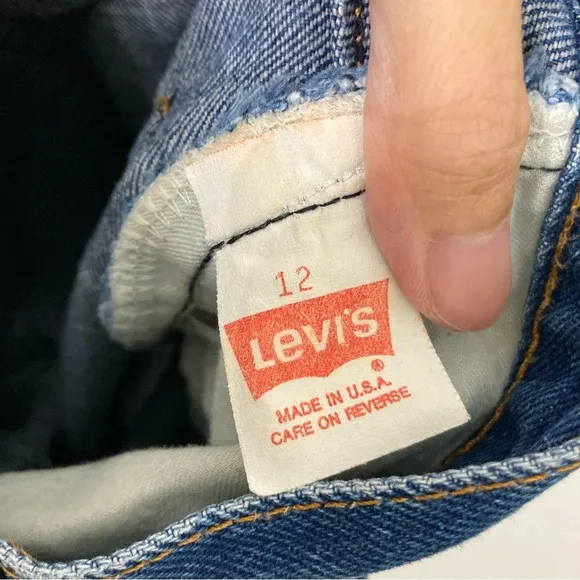 12
Levi's
®
MADE IN U.S.A.
CARE ON REVERSE